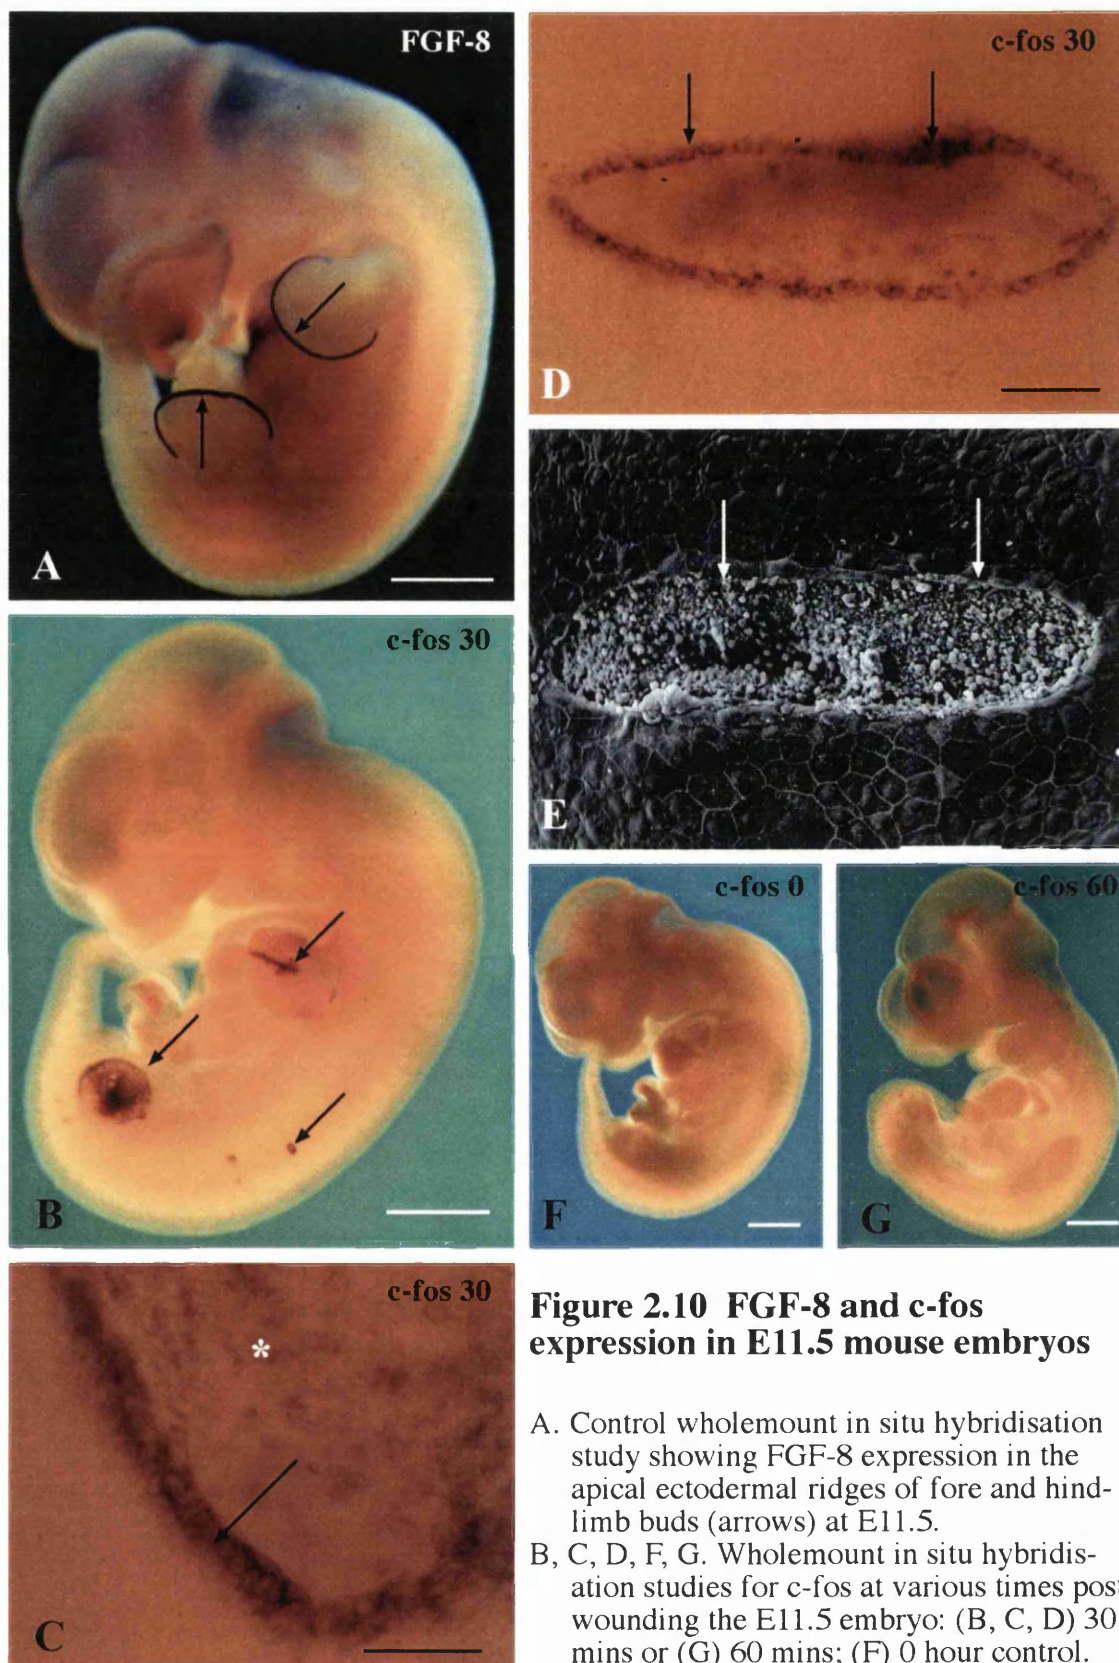 FGF-8
A
c-fos 30
B
c-fos 30
C
c-fos 30
D
E
c-fos 0
F
c-fos 60
G
Figure 2.10 FGF-8 and c-fos
expression in E11.5 mouse embryos
A. Control wholemount in situ hybridisation
study showing FGF-8 expression in the
apical ectodermal ridges of fore and hind-
limb buds (arrows) at E11.5.
B, C, D, F, G. Wholemount in situ hybridis-
ation studies for c-fos at various times post
wounding the E11.5 embryo: (B, C, D) 30
mins or (G) 60 mins; (F) 0 hour control.